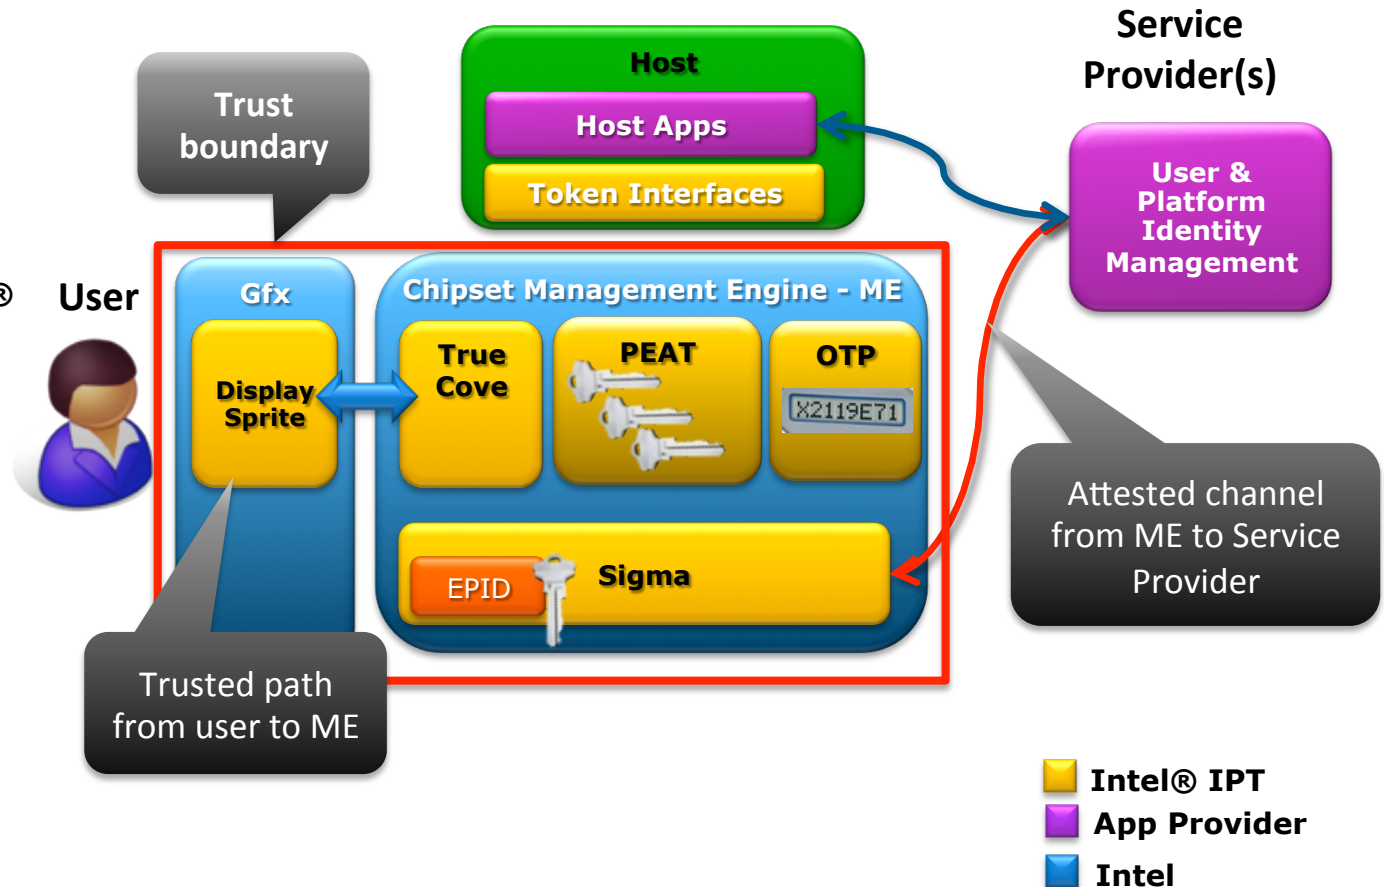 Service
Provider(s)
Host
Host Apps
Token Interfaces
Trust
boundary
User &
Platform
Identity
Management
®
User
Gfx
Chipset Management Engine - ME
Display
Sprite
True
Cove
PEAT
OTP
X2119E71
EPID
Sigma
Attested channel
from ME to Service
Provider
Trusted path
from user to ME
Intel® IPT
App Provider
Intel